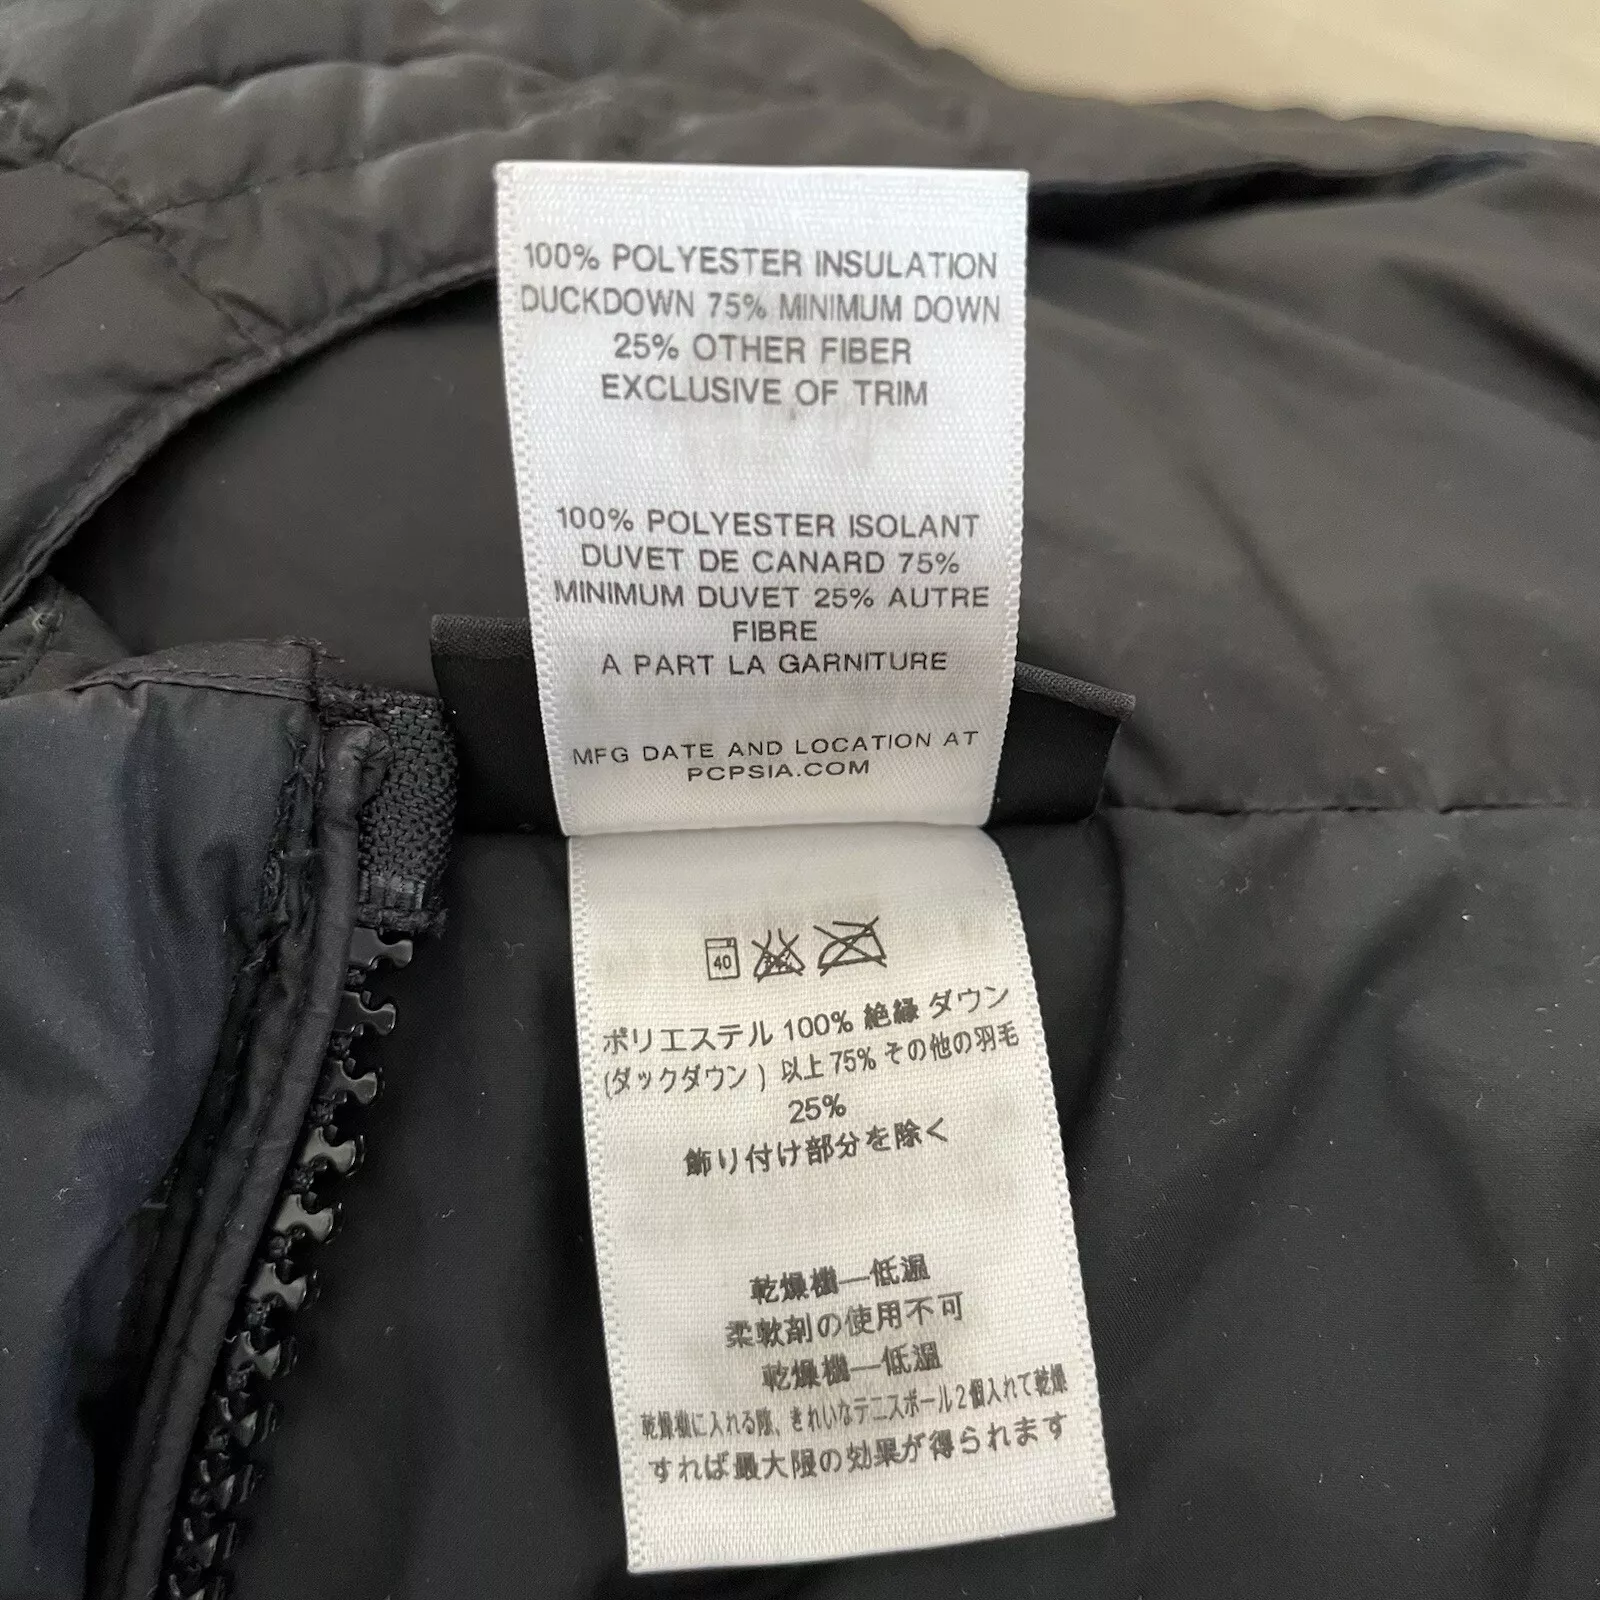 100% POLYESTER INSULATION
DUCKDOWN 75% MINIMUM DOWN
25% OTHER FIBER
EXCLUSIVE OF TRIM
100% POLYESTER ISOLANT
DUVET DE CANARD 75%
MINIMUM DUVET 25% AUTRE
FIBRE
A PART LA GARNITURE
MFG DATE AND LOCATION AT
PCPSIA.COM
40
ポリエステル 100% 絶縁 ダウン
(ダックダウン) 以上 75% その他の羽毛
25%
飾り付け部分を除く
乾燥機—低温
柔軟剤の使用不可
乾燥機—低温
乾燥機に入れる際、きれいなテニスボール2個入れて乾燥
すれば最大限の効果が得られます